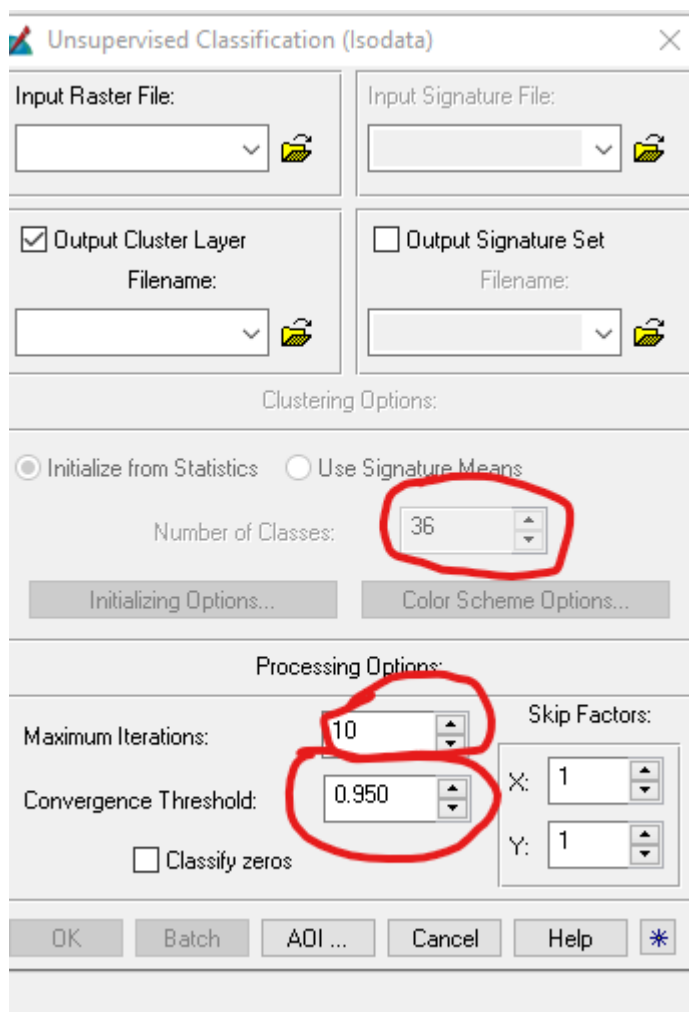 Unsupervised Classification (Isodata)
Input Raster File:
Input Signature File:
Output Cluster Layer
Filename:
Output Signature Set
Filename:
Clustering Options:
Initialize from Statistics Use Signature Means
Number of Classes: 36
Initializing Options... Color Scheme Options...
Processing Options:
Maximum Iterations: 10
Convergence Threshold: 0.950
Classify zeros
Skip Factors:
X: 1
Y: 1
OK Batch AOI ... Cancel Help